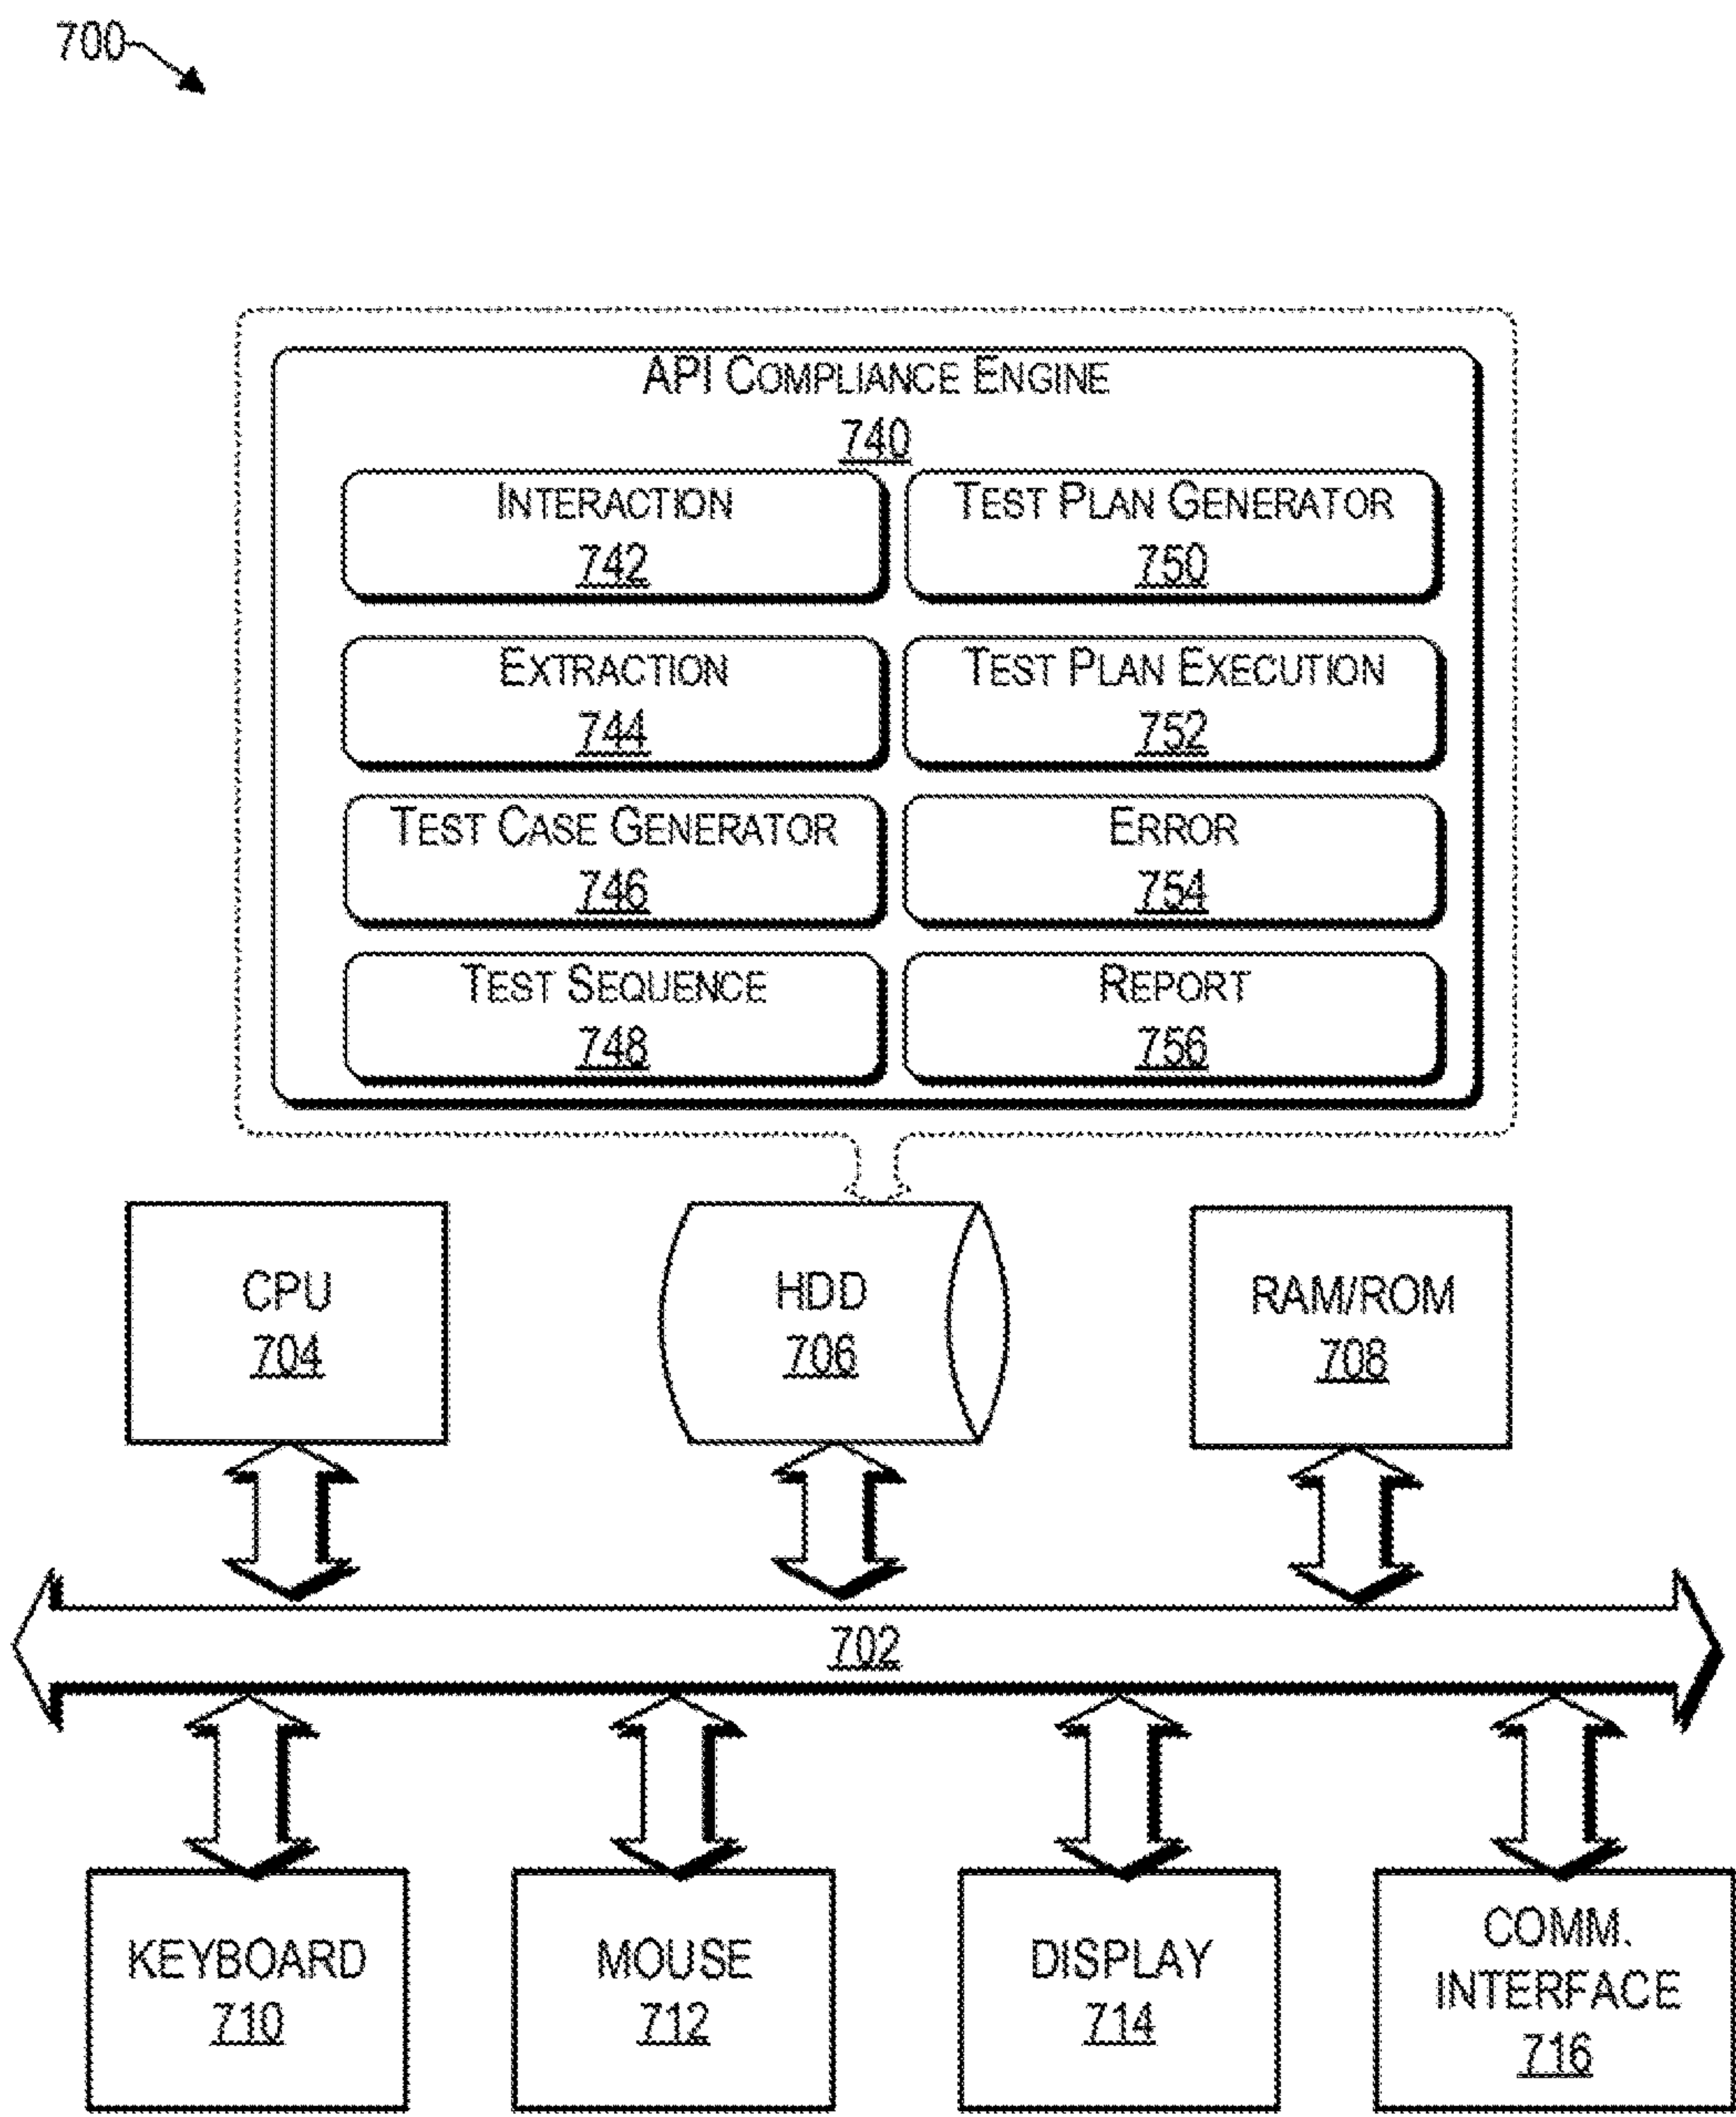 700
API COMPLIANCE ENGINE
740
INTERACTION
742
TEST PLAN GENERATOR
750
EXTRACTION
744
TEST PLAN EXECUTION
752
TEST CASE GENERATOR
746
ERROR
754
TEST SEQUENCE
748
REPORT
756
CPU
704
HDD
706
RAM/ROM
708
702
KEYBOARD
710
MOUSE
712
DISPLAY
714
COMM.
INTERFACE
716